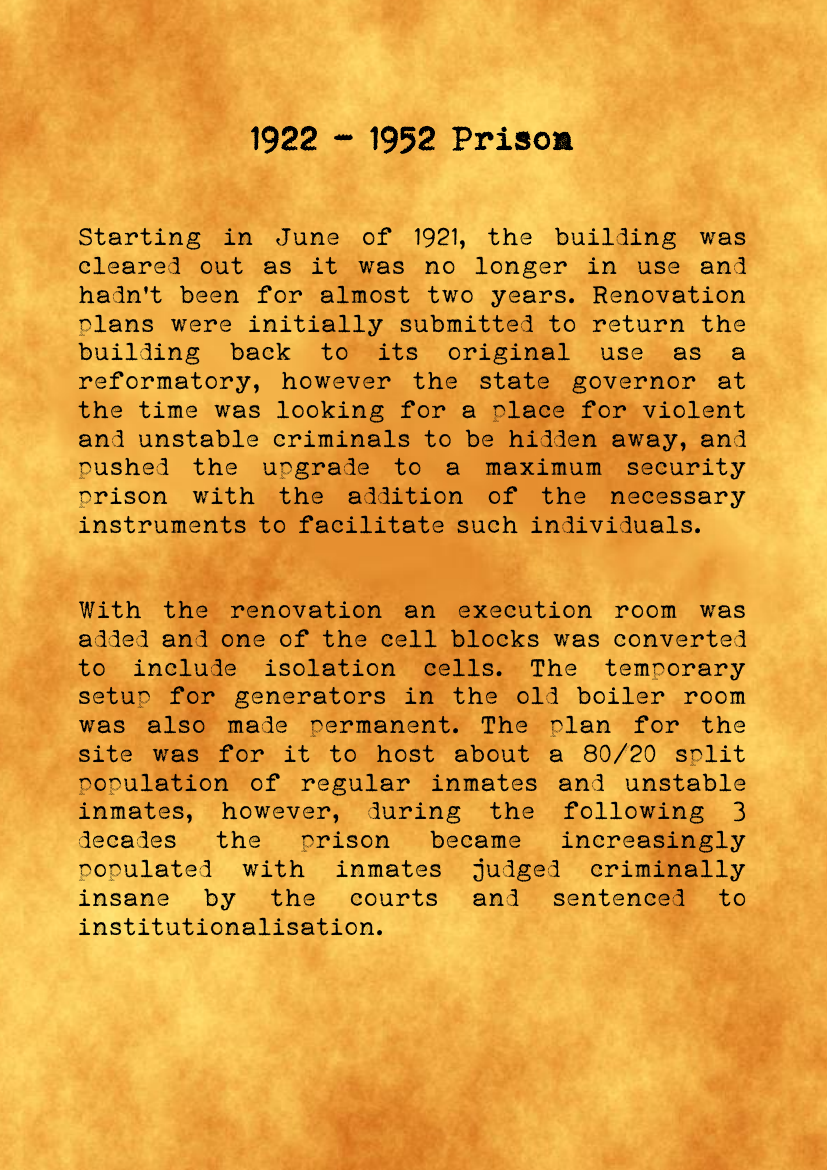 1922 - 1952 Prison
Starting in June of 1921, the building was
cleared out as it was no longer in use and
hadn't been for almost two years. Renovation
plans were initially submitted to return the
building back to its original use as a
reformatory, however the state governor at
the time was looking for a place for violent
and unstable criminals to be hidden away, and
pushed the upgrade to a maximum security
prison with the addition of the necessary
instruments to facilitate such individuals.
With the renovation an execution room was
added and one of the cell blocks was converted
to include isolation cells. The temporary
setup for generators in the old boiler room
was also made permanent. The plan for the
site was for it to host about a 80/20 split
population of regular inmates and unstable
inmates, however, during the following 3
decades the prison became increasingly
populated with inmates judged criminally
insane by the courts and sentenced to
institutionalisation.